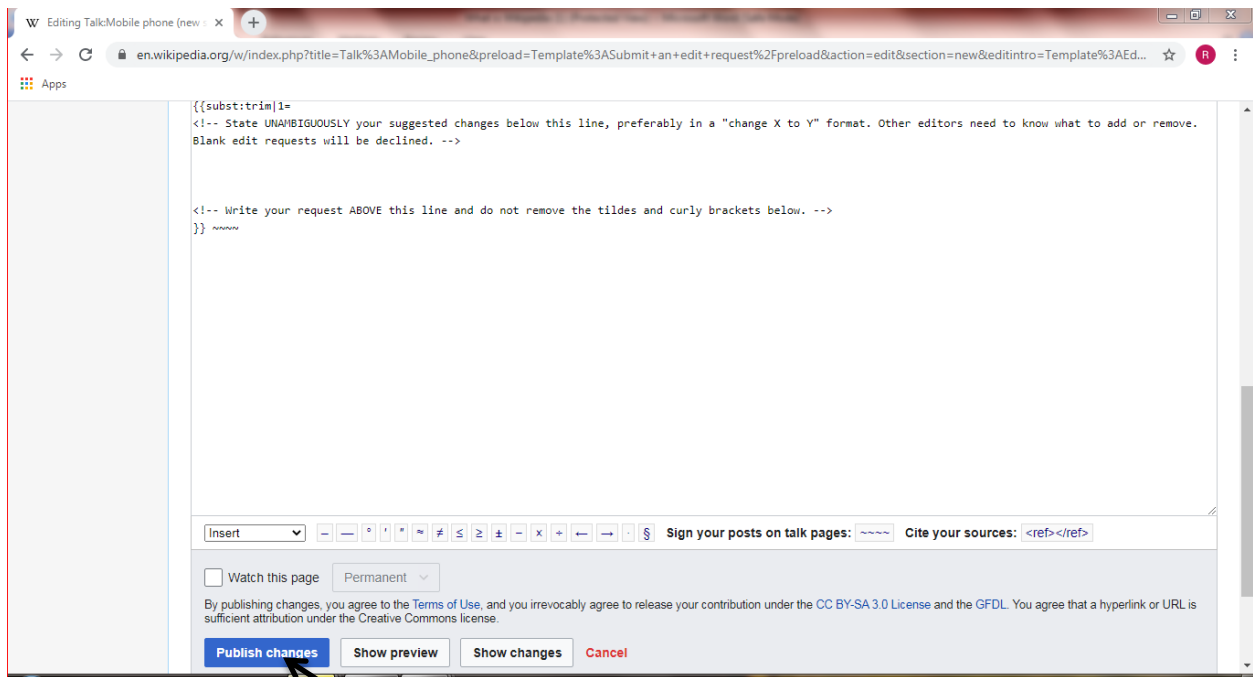 W Editing Talk:Mobile phone (new s
en.wikipedia.org/w/index.php?title=Talk%3AMobile_phone&preload=Template%3ASubmit+an+edit+request%2Fpreload&action=edit&section=new&editintro=Template%3AEd...
R
Apps
{{subst:trim|1=
<!-- State UNAMBIGUOUSLY your suggested changes below this line, preferably in a "change X to Y" format. Other editors need to know what to add or remove.
Blank edit requests will be declined. -->
<!-- Write your request ABOVE this line and do not remove the tildes and curly brackets below. -->
}} ~~~~
Insert – — ° ′ ″ ≈ ≠ ≤ ≥ ± − × ÷ ← → · § Sign your posts on talk pages: ~~~~ Cite your sources: <ref></ref>
Watch this page Permanent
By publishing changes, you agree to the Terms of Use, and you irrevocably agree to release your contribution under the CC BY-SA 3.0 License and the GFDL. You agree that a hyperlink or URL is
sufficient attribution under the Creative Commons license.
Publish changes Show preview Show changes Cancel